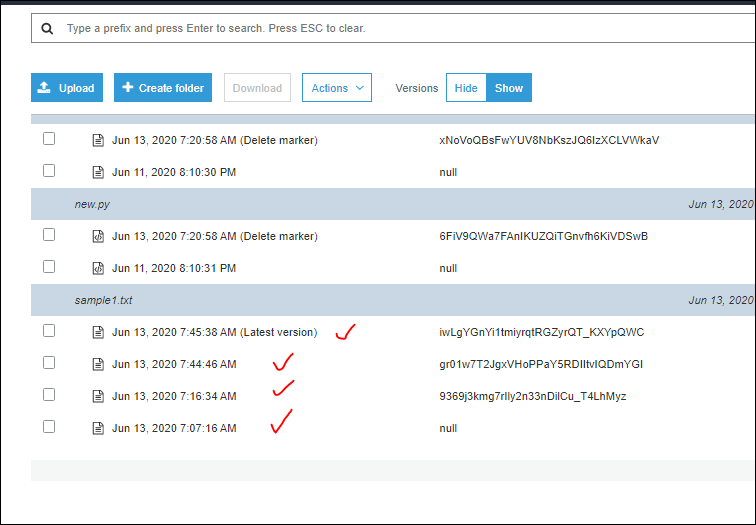 Type a prefix and press Enter to search. Press ESC to clear.
Upload Create folder Download Actions Versions Hide Show
Jun 13, 2020 7:20:58 AM (Delete marker) xNoVoQBsFwYUV8NbKszJQ6IzXCLVWkaV
Jun 11, 2020 8:10:30 PM null
new.py Jun 13, 2020
Jun 13, 2020 7:20:58 AM (Delete marker) 6FiV9QWa7FAnIKUZQiTGnvfh6KiVDSwB
Jun 11, 2020 8:10:31 PM null
sample1.txt Jun 13, 2020
Jun 13, 2020 7:45:38 AM (Latest version) iwLgYGnYi1tmiyrqtRGZyrQT_KXYpQWC
Jun 13, 2020 7:44:46 AM gr01w7T2JgxVHoPPaY5RDIltvIQDmYGI
Jun 13, 2020 7:16:34 AM 9369j3kmg7rIly2n33nDilCu_T4LhMyz
Jun 13, 2020 7:07:16 AM null